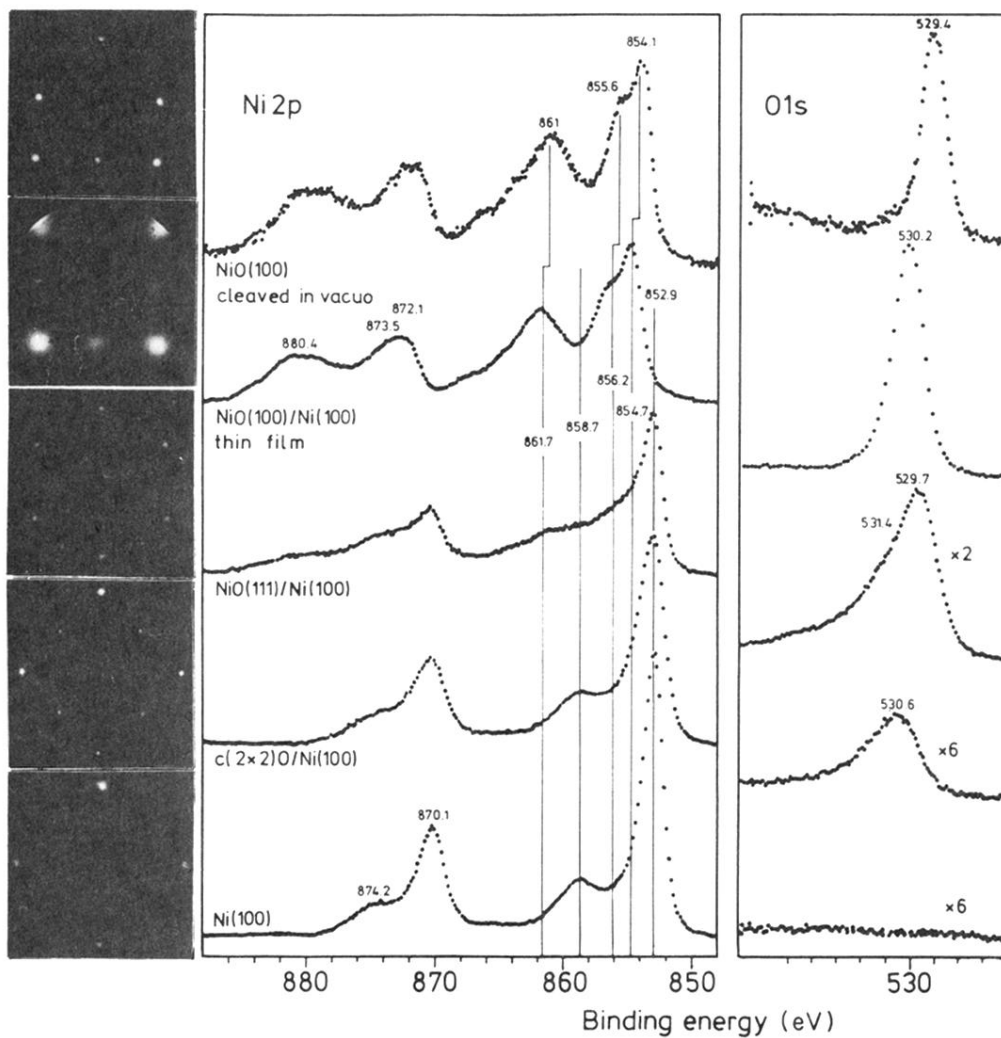 Ni 2p
O1s
854.1
855.6
861
529.4
NiO(100)
cleaved in vacuo
530.2
880.4
873.5
872.1
852.9
856.2
854.7
861.7
858.7
NiO(100)/Ni(100)
thin film
529.7
531.4
×2
NiO(111)/Ni(100)
530.6
×6
c(2×2)O/Ni(100)
870.1
874.2
Ni(100)
×6
880 870 860 850 530
Binding energy (eV)